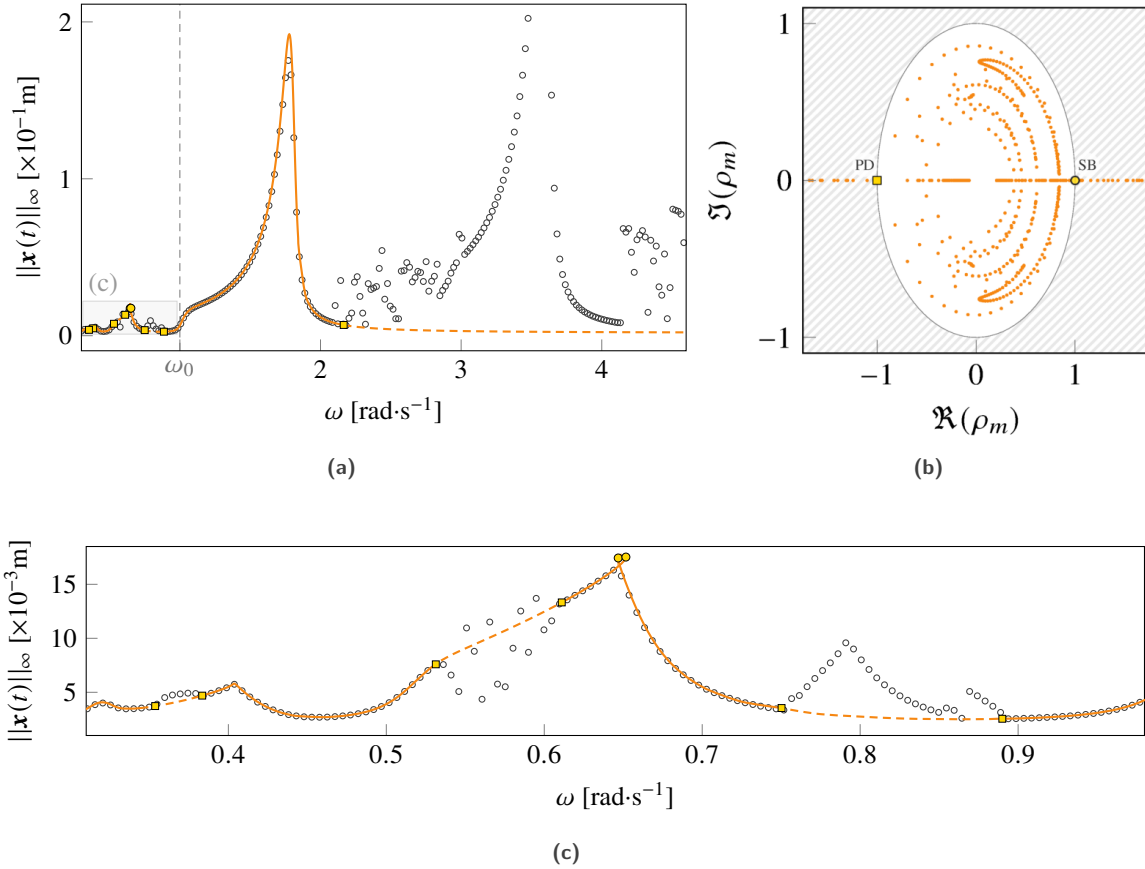 2
1
0
||x(t)||∞ [×10⁻¹m]
(c)
ω₀
2
3
4
ω [rad·s⁻¹]
(a)
1
0
−1
ℑ(ρₘ)
PD
SB
−1
0
1
ℜ(ρₘ)
(b)
15
10
5
||x(t)||∞ [×10⁻³m]
0.4
0.5
0.6
0.7
0.8
0.9
ω [rad·s⁻¹]
(c)